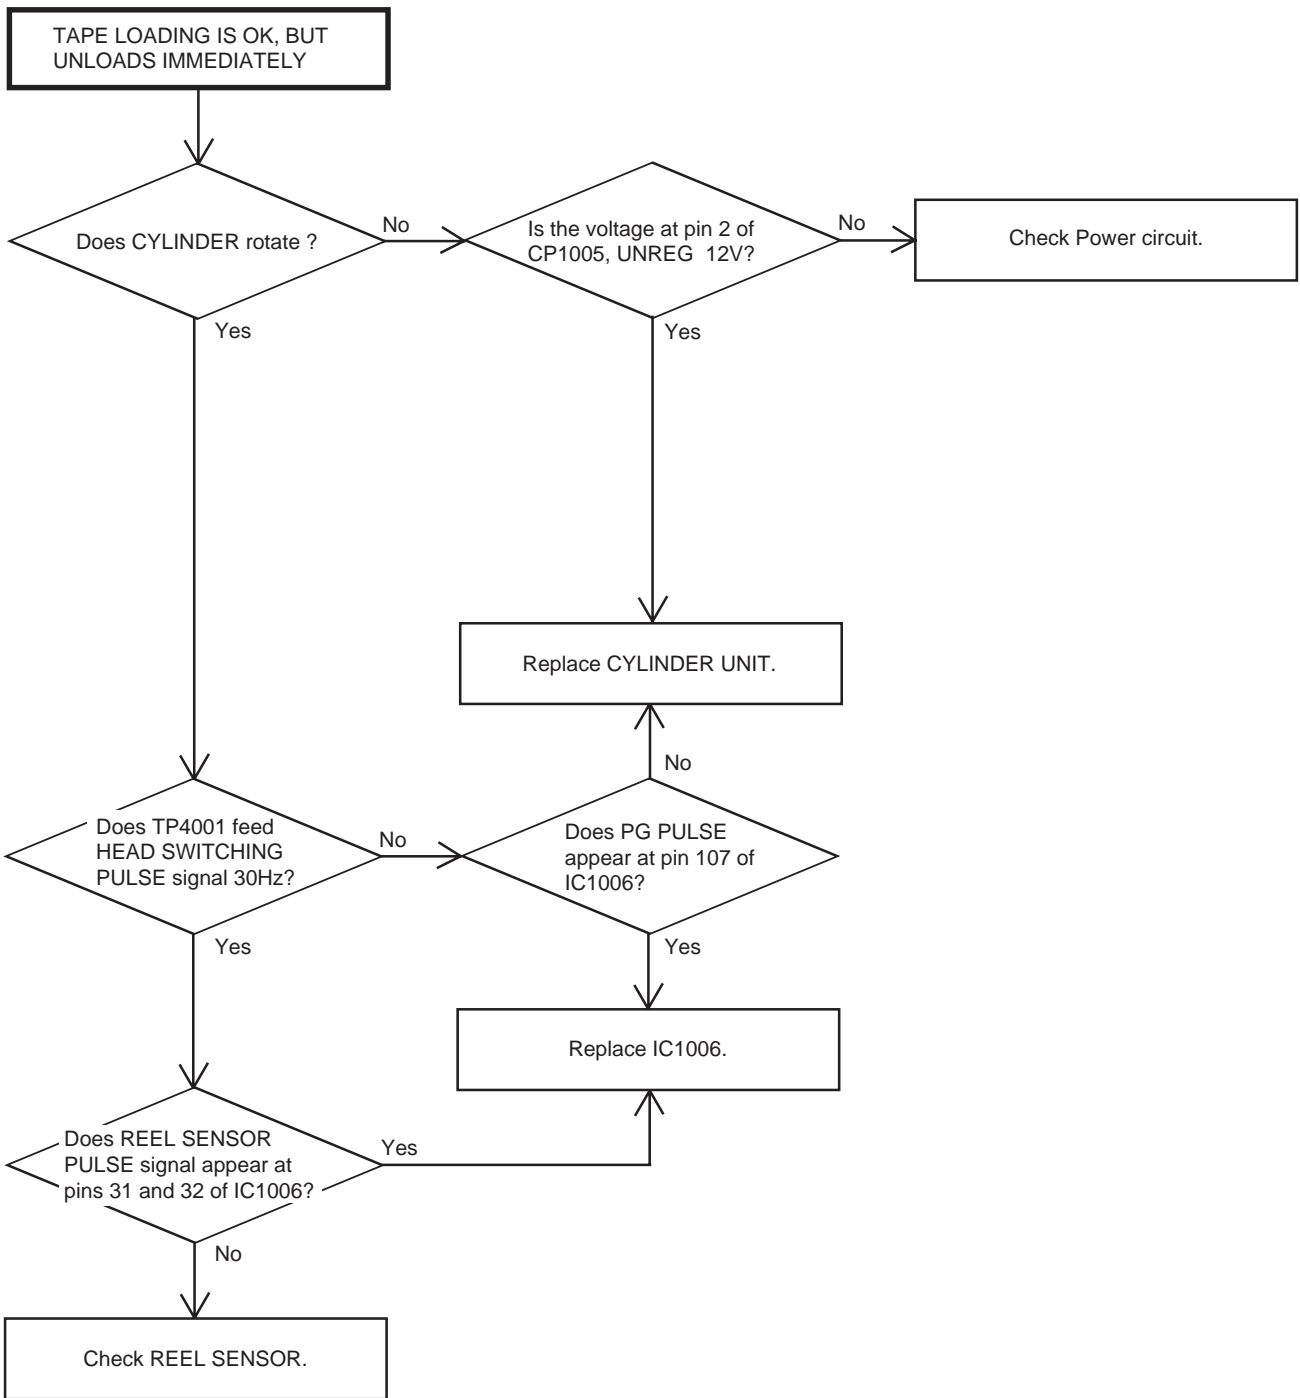 TAPE LOADING IS OK, BUT
UNLOADS IMMEDIATELY
Does CYLINDER rotate ?
No
Is the voltage at pin 2 of
CP1005, UNREG  12V?
No
Check Power circuit.
Yes
Yes
Replace CYLINDER UNIT.
No
Does TP4001 feed
HEAD SWITCHING
PULSE signal 30Hz?
No
Does PG PULSE
appear at pin 107 of
IC1006?
Yes
Yes
Replace IC1006.
Does REEL SENSOR
PULSE signal appear at
pins 31 and 32 of IC1006?
Yes
No
Check REEL SENSOR.